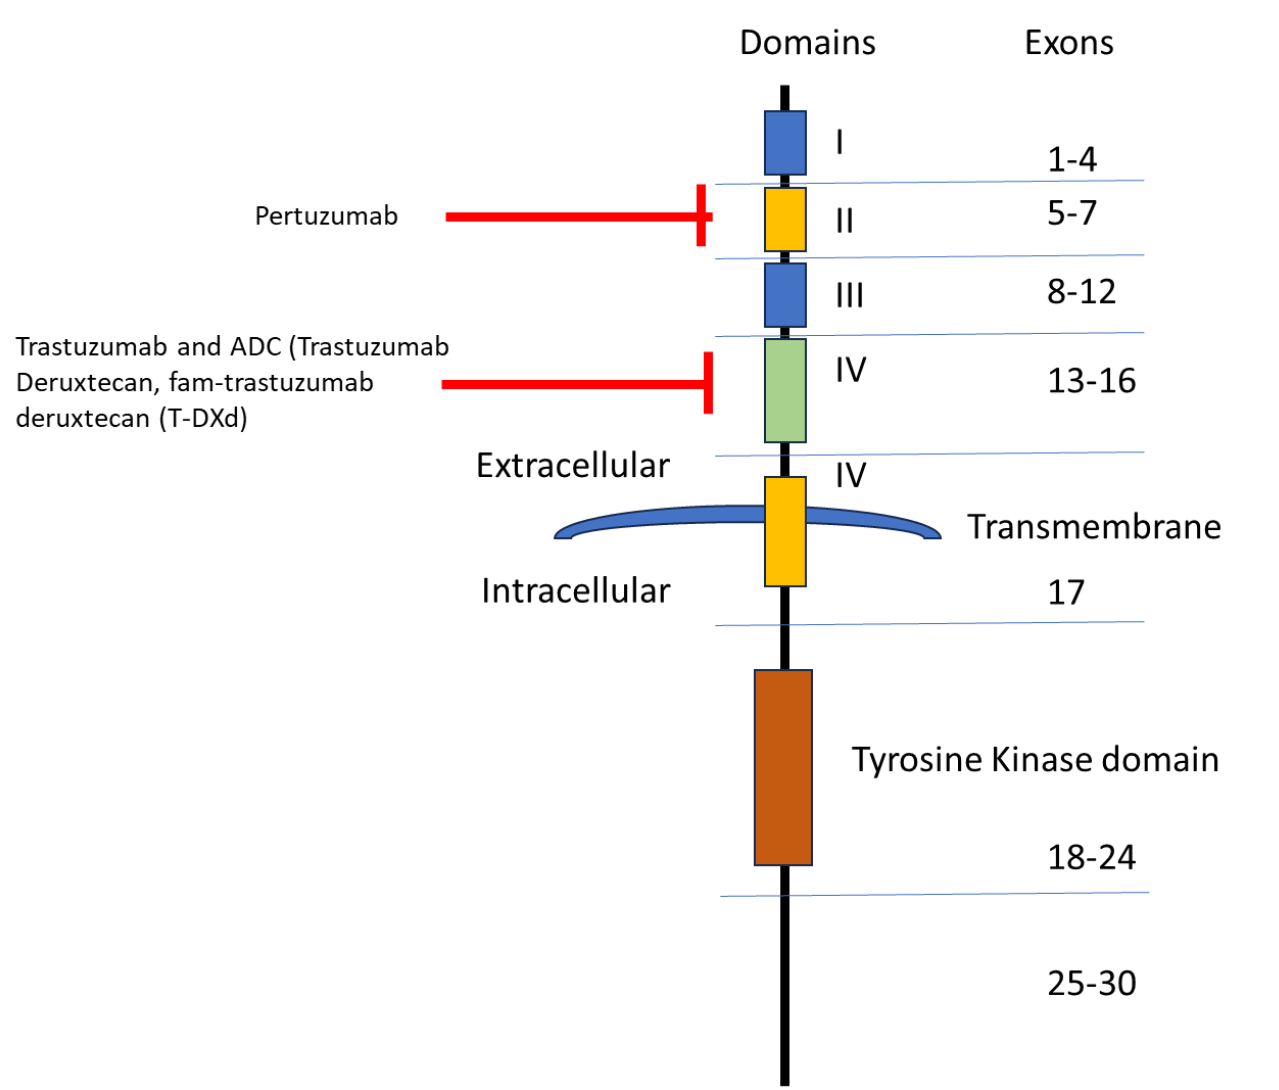 Domains Exons
I
1-4
Pertuzumab
II
5-7
III
8-12
Trastuzumab and ADC (Trastuzumab
Deruxtecan, fam-trastuzumab
deruxtecan (T-DXd)
IV
13-16
Extracellular
IV
Transmembrane
Intracellular
17
Tyrosine Kinase domain
18-24
25-30